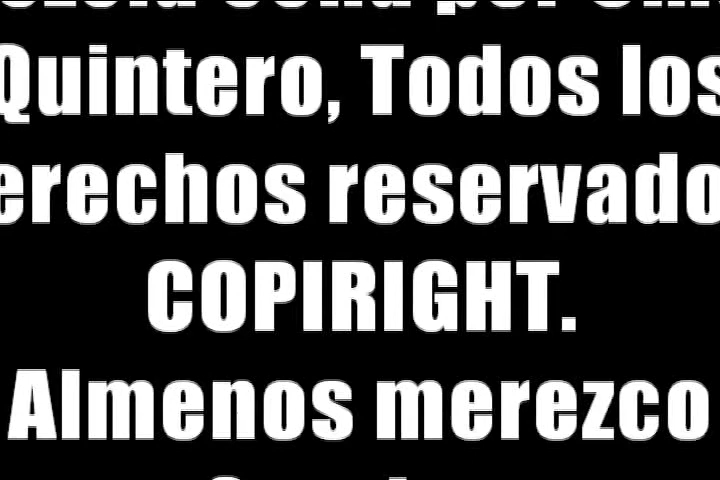 Quintero, Todos los
erechos reservado
COPIRIGHT.
Almenos merezco